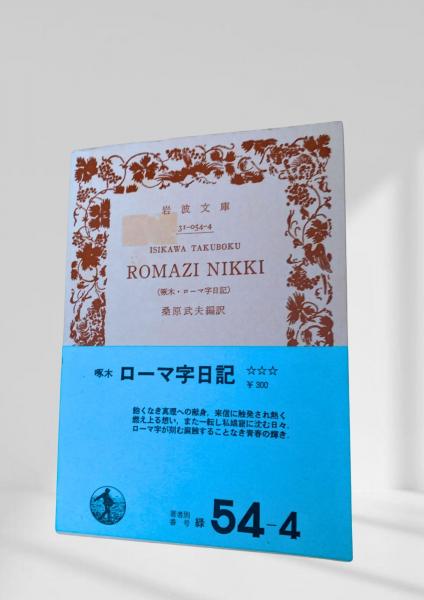 岩波文庫
31-054-4
ISIKAWA TAKUBOKU
ROMAZI NIKKI
(啄木・ローマ字日記)
桑原武夫編訳
啄木 ローマ字日記 ☆☆☆
￥300
飽くなき真理への献身，来信に触発され熱く
燃え上る想い，また一転し私娼窟に沈む日々．
ローマ字が刻む腐蝕することなき青春の輝き．
著者別
番号 緑 54-4